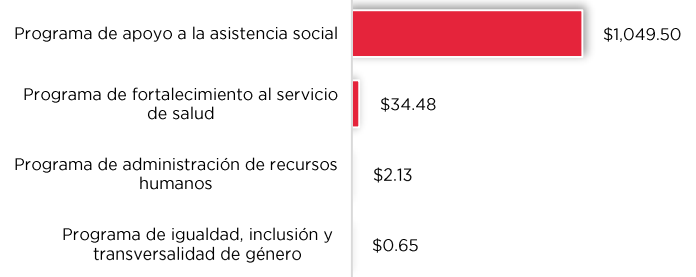 Programa de apoyo a la asistencia social
$1,049.50
Programa de fortalecimiento al servicio
de salud
$34.48
Programa de administración de recursos
humanos
$2.13
Programa de igualdad, inclusión y
transversalidad de género
$0.65